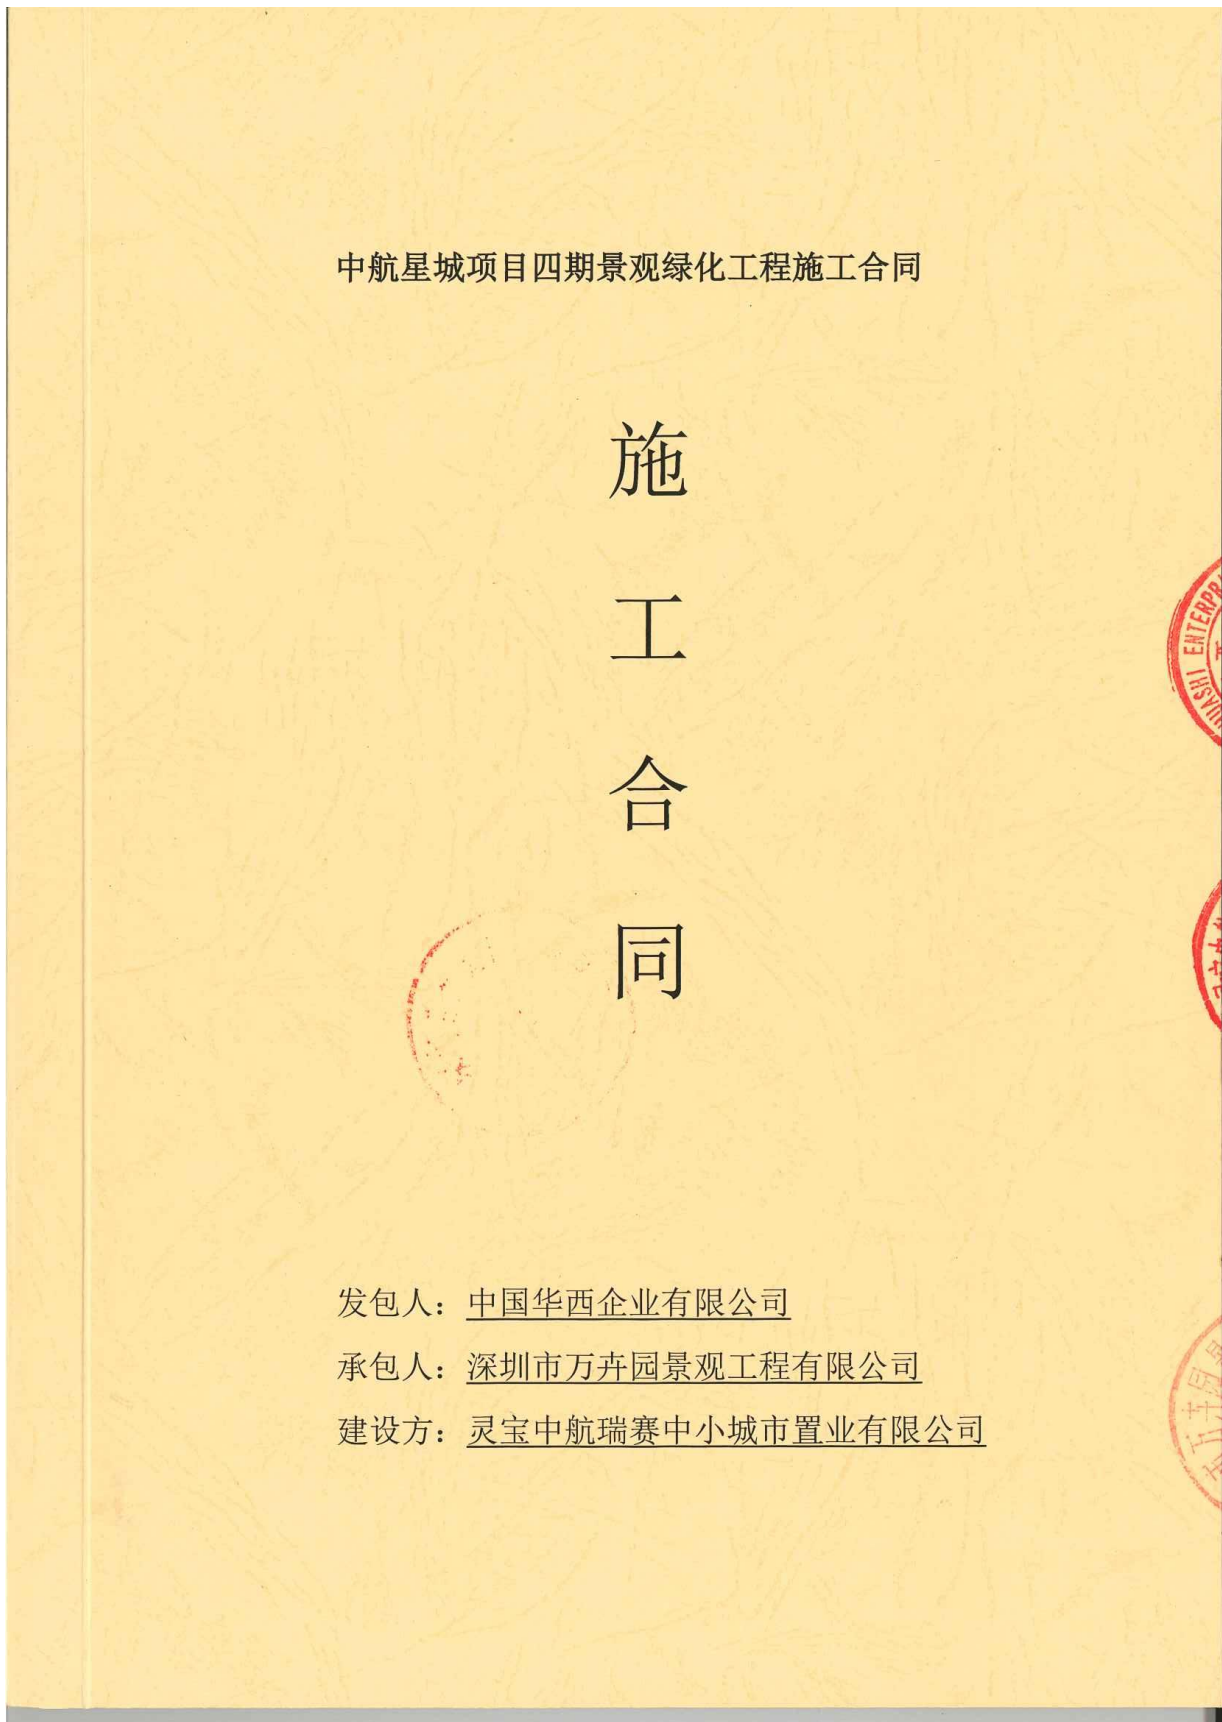 中航星城项目四期景观绿化工程施工合同
施
工
合
同
HUASHI ENTERPR
发包人：中国华西企业有限公司
承包人：深圳市万卉园景观工程有限公司
建设方：灵宝中航瑞赛中小城市置业有限公司